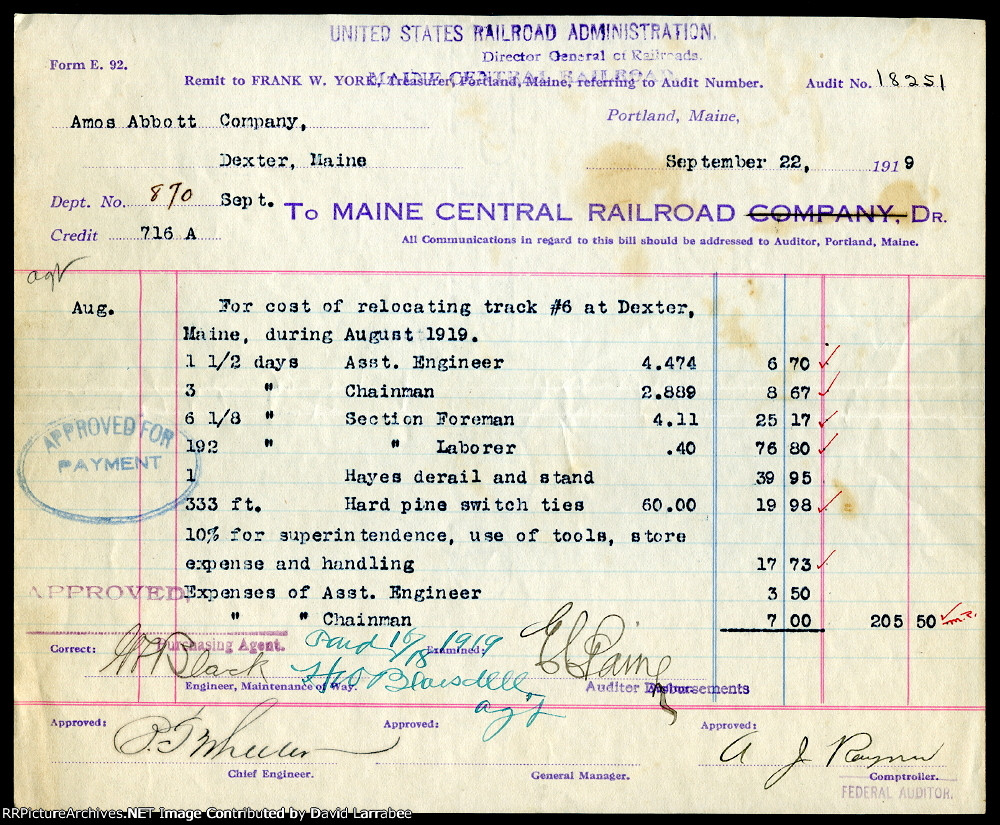 UNITED STATES RAILROAD ADMINISTRATION.
Director General of Railroads.
Form E. 92.
MAINE CENTRAL RAILROAD
Remit to FRANK W. YORK, Treasurer, Portland, Maine, referring to Audit Number. Audit No. 18251
Amos Abbott Company, Portland, Maine,
Dexter, Maine September 22, 1919
Dept. No. 870 Sept.
To MAINE CENTRAL RAILROAD COMPANY, DR.
Credit 716 A
All Communications in regard to this bill should be addressed to Auditor, Portland, Maine.
agt
Aug. For cost of relocating track #6 at Dexter,
Maine, during August 1919.
1 1/2 days Asst. Engineer 4.474 6 70
3 " Chainman 2.889 8 67
6 1/8 " Section Foreman 4.11 25 17
192 " " Laborer .40 76 80
1 Hayes derail and stand 39 95
333 ft. Hard pine switch ties 60.00 19 98
10% for superintendence, use of tools, store
expense and handling 17 73
Expenses of Asst. Engineer 3 50
" " Chainman 7 00 205 50
APPROVED FOR
PAYMENT
APPROVED,
Purchasing Agent.
Correct: Examined:
Paid 10/18 1919
H W Blaisdell,
agt
Engineer, Maintenance of Way. Auditor Disbursements
Approved: Approved: Approved:
P. T. Wheeler A J Raynor
Chief Engineer. General Manager. Comptroller.
FEDERAL AUDITOR.
RRPictureArchives.NET Image Contributed by David Larrabee